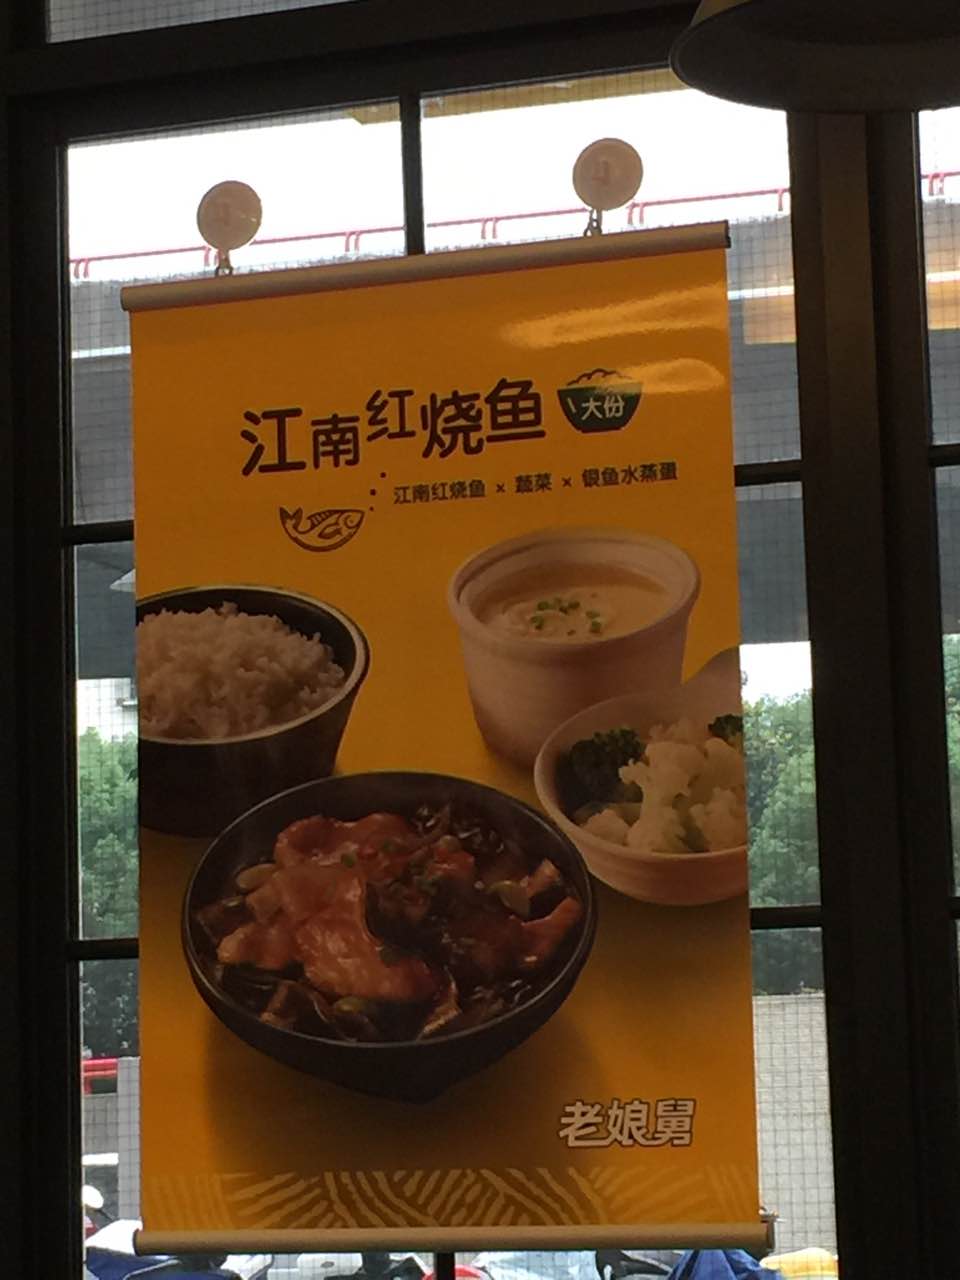 江南红烧鱼 大份
江南红烧鱼 × 蔬菜 × 银鱼水蒸蛋
老娘舅